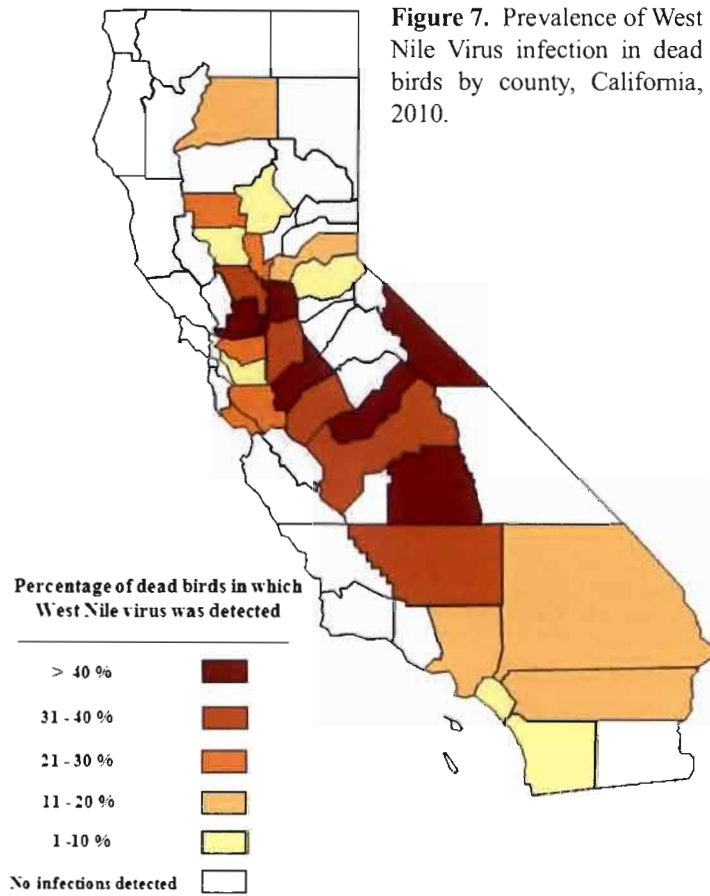 Figure 7. Prevalence of West
Nile Virus infection in dead
birds by county, California,
2010.
Percentage of dead birds in which
West Nile virus was detected
> 40 %
31 - 40 %
21 - 30 %
11 - 20 %
1 -10 %
No infections detected